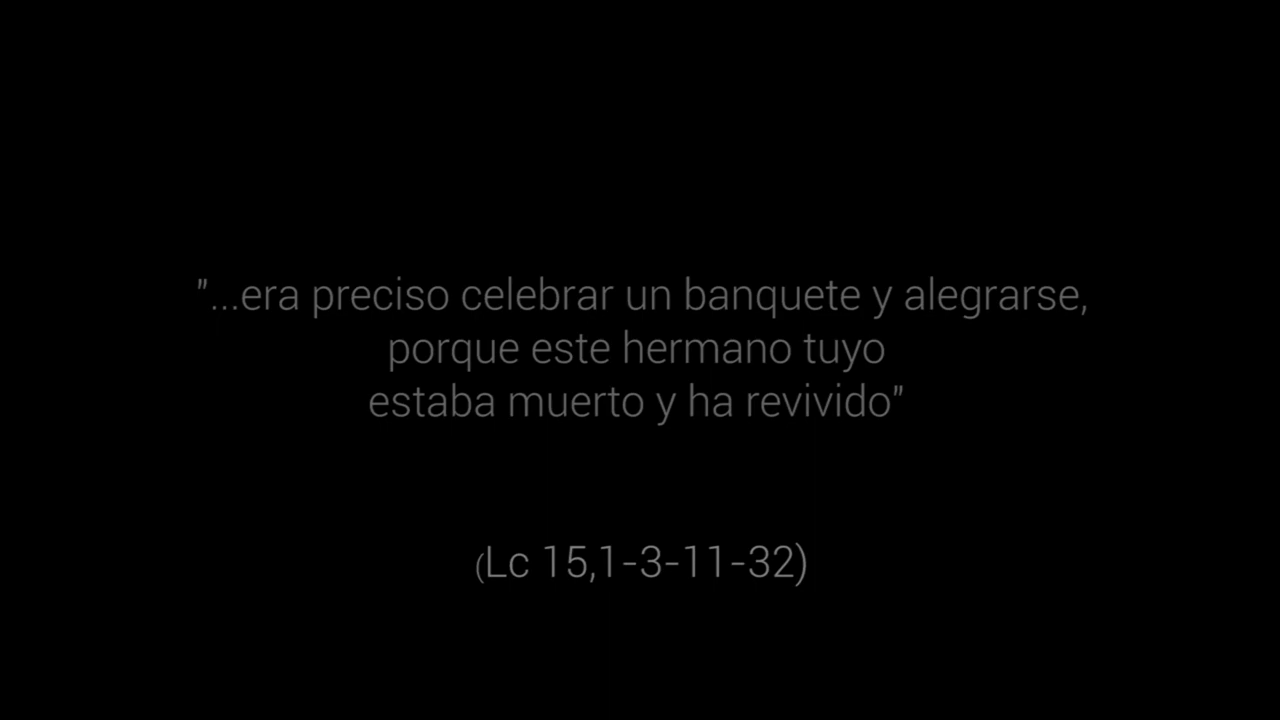 "...era preciso celebrar un banquete y alegrarse,
porque este hermano tuyo
estaba muerto y ha revivido"
(Lc 15,1-3-11-32)